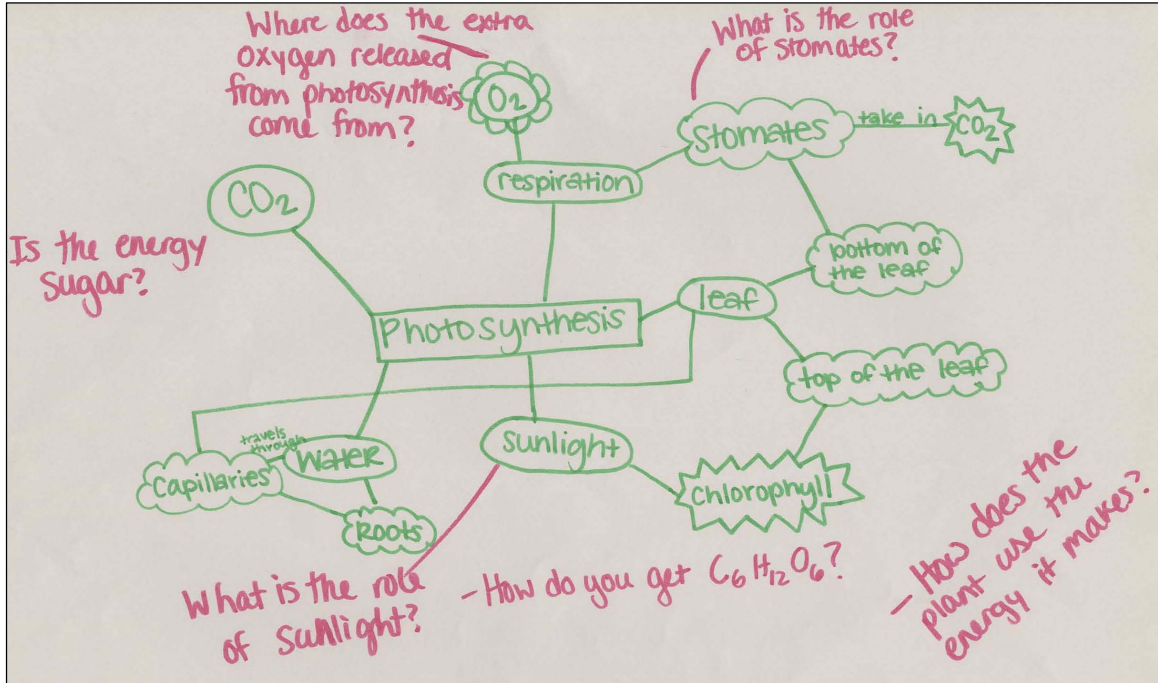 Where does the extra
oxygen released
from photosynthesis
come from?
O2
What is the role
of stomates?
Stomates
take in
CO2
respiration
CO2
Is the energy
sugar?
bottom of
the leaf
leaf
Photosynthesis
top of the leaf
travels
through
Water
Capillaries
Roots
Sunlight
Chlorophyll
What is the role
of sunlight?
-How do you get C6H12O6?
-How does the
plant use the
energy it makes?